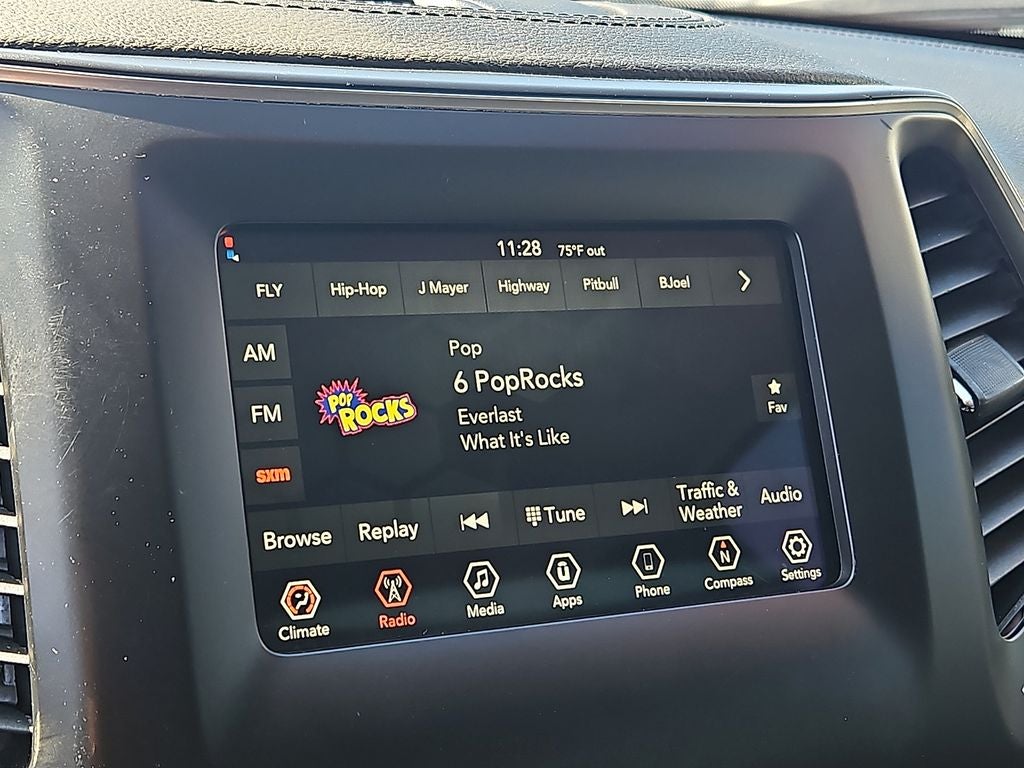 11:28 75°F out
FLY Hip-Hop J Mayer Highway Pitbull BJoel
AM
FM
sxm
POP
ROCKS
Pop
6 PopRocks
Everlast
What It's Like
Fav
Browse Replay Tune Traffic &
Weather Audio
N
Climate Radio Media Apps Phone Compass Settings